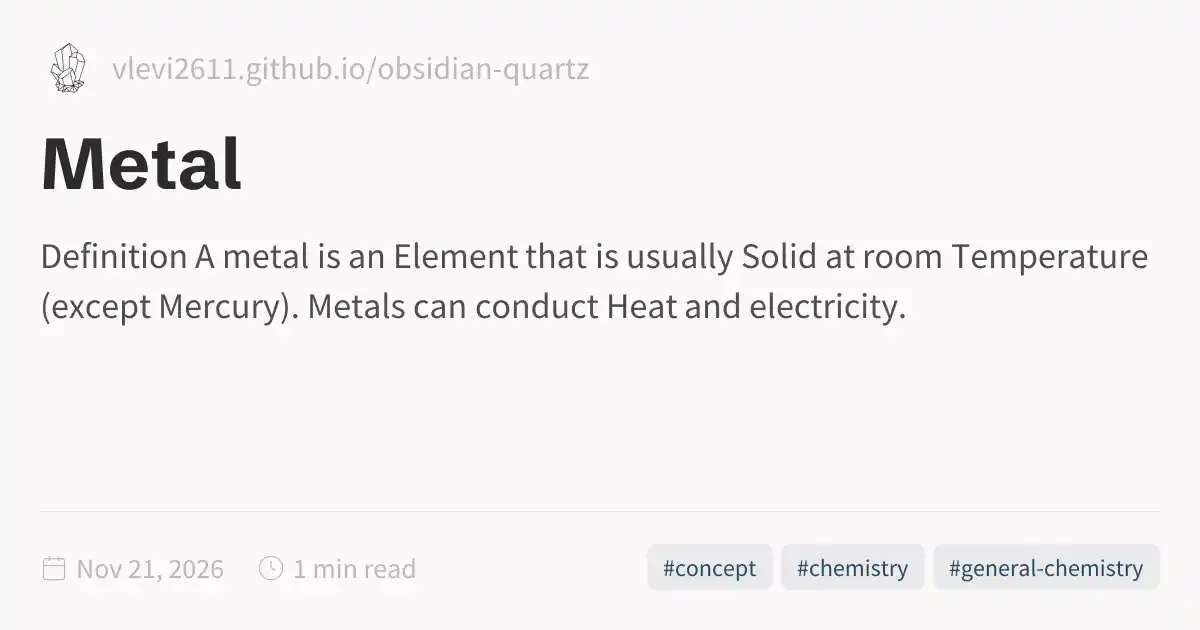 vlevi2611.github.io/obsidian-quartz
Metal
Definition A metal is an Element that is usually Solid at room Temperature
(except Mercury). Metals can conduct Heat and electricity.
Nov 21, 2026 1 min read #concept #chemistry #general-chemistry